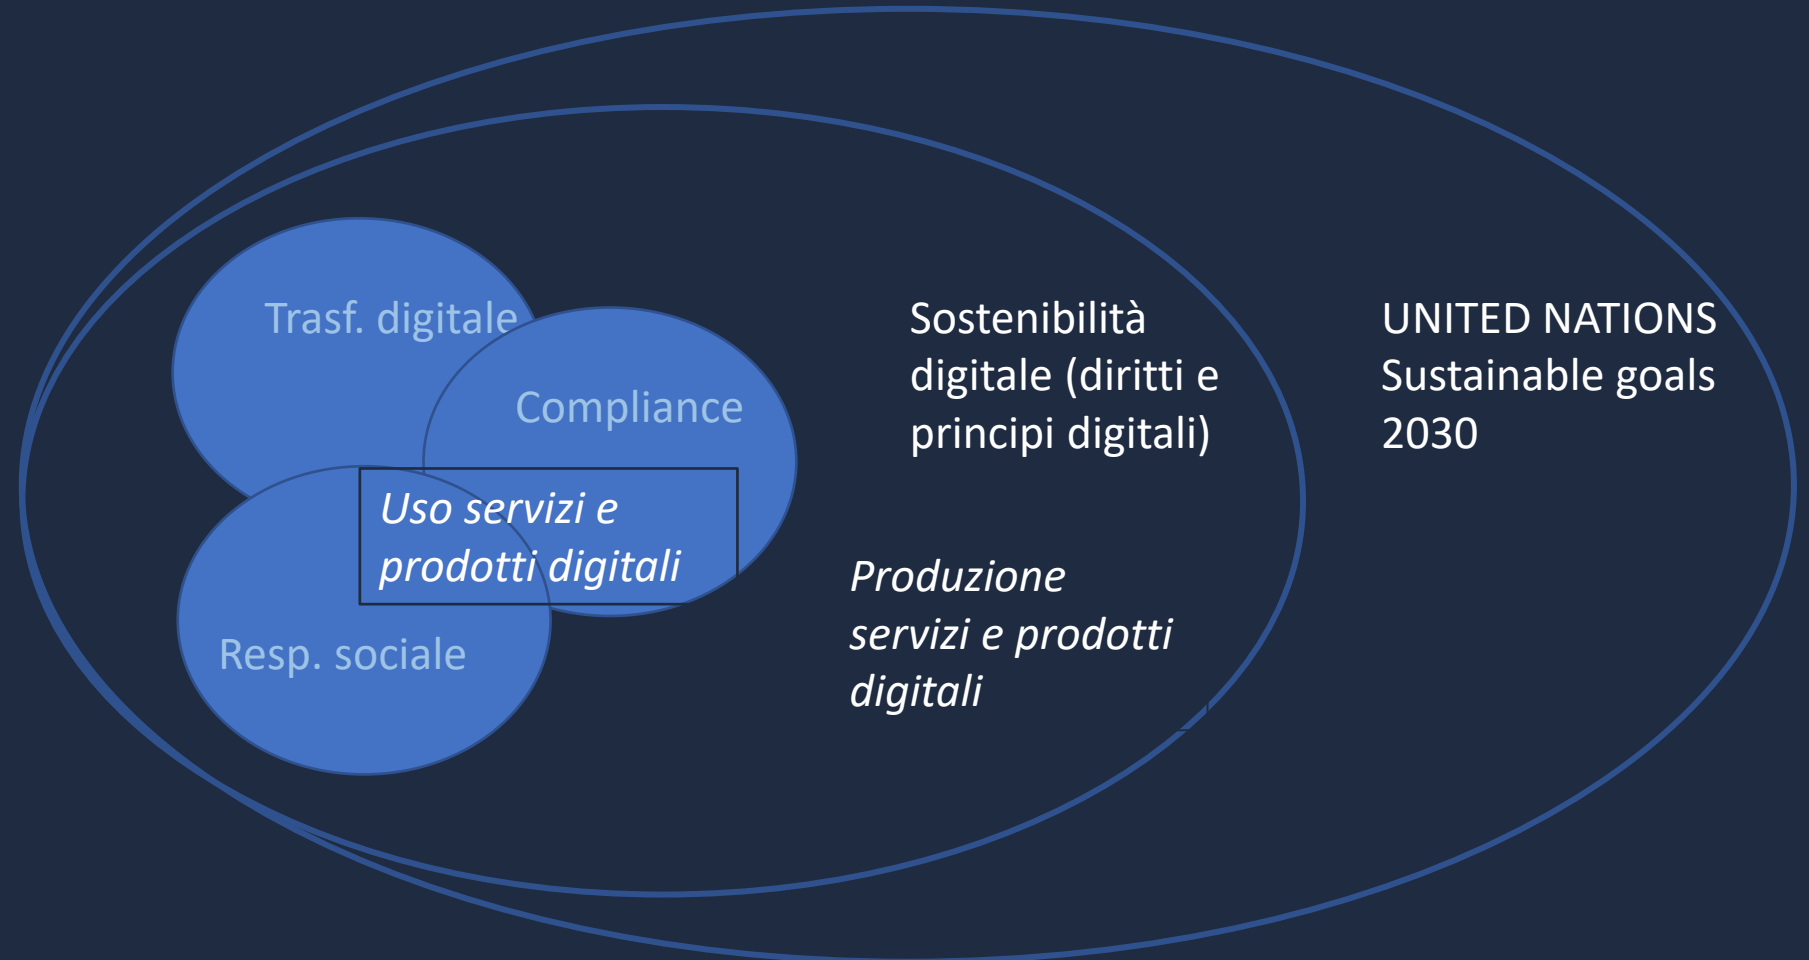 Trasf. digitale
Compliance
Uso servizi e
prodotti digitali
Resp. sociale
Sostenibilità
digitale (diritti e
principi digitali)
Produzione
servizi e prodotti
digitali
UNITED NATIONS
Sustainable goals
2030